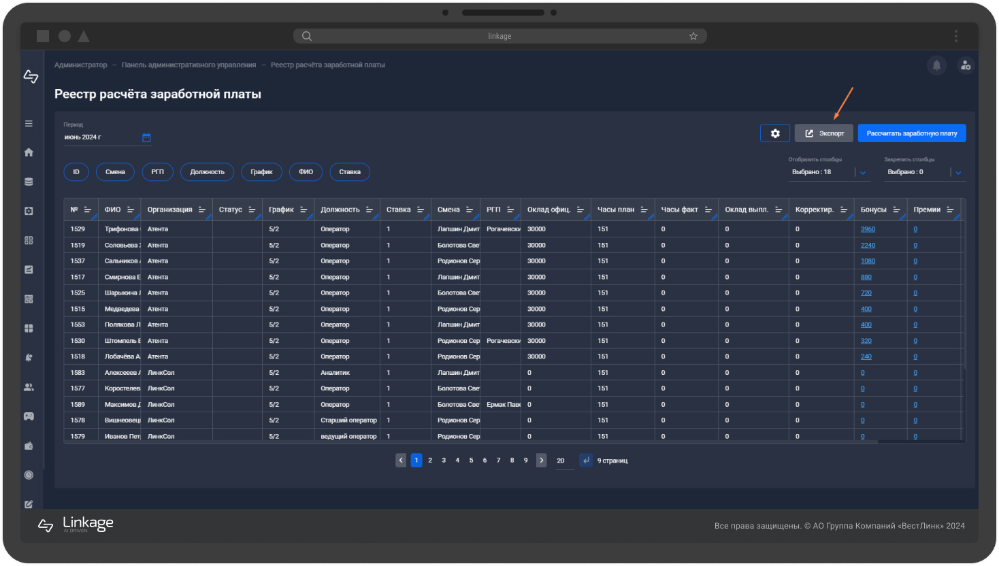 linkage
Администратор – Панель административного управления – Реестр расчёта заработной платы
Реестр расчёта заработной платы
Период
июнь 2024 г
Экспорт
Рассчитать заработную плату
Отобразить столбцы
Выбрано : 18
Закрепить столбцы
Выбрано : 0
ID Смена РГП Должность График ФИО Ставка
№ ФИО Организация Статус График Должность Ставка Смена РГП Оклад офиц. Часы план Часы факт Оклад выпл. Корректир. Бонусы Премии
1529 Трифонова Атента 5/2 Оператор 1 Лапшин Дмит Рогачевски 30000 151 0 0 0 3960 0
1519 Соловьева Атента 5/2 Оператор 1 Болотова Све 30000 151 0 0 0 2240 0
1537 Сальников Атента 5/2 Оператор 1 Родионов Сер 30000 151 0 0 0 1080 0
1517 Смирнова Е Атента 5/2 Оператор 1 Лапшин Дмит 30000 151 0 0 0 880 0
1525 Шарыкина Атента 5/2 Оператор 1 Болотова Све 30000 151 0 0 0 720 0
1515 Медведева Атента 5/2 Оператор 1 Родионов Сер 30000 151 0 0 0 400 0
1553 Полякова Л Атента 5/2 Оператор 1 Лапшин Дмит 30000 151 0 0 0 400 0
1530 Штомпель Атента 5/2 Оператор 1 Родионов Сер Рогачевски 30000 151 0 0 0 320 0
1518 Лобачёва А. Атента 5/2 Оператор 1 Родионов Сер 30000 151 0 0 0 240 0
1583 Алексееев ЛинкСол 5/2 Аналитик 1 Лапшин Дмит 0 151 0 0 0 0 0
1577 Коростелев ЛинкСол 5/2 Оператор 1 Болотова Све 0 151 0 0 0 0 0
1589 Максимов ЛинкСол 5/2 Оператор 1 Болотова Све Ермак Паве 0 151 0 0 0 0 0
1578 Вишнеовец ЛинкСол 5/2 Старший оператор 1 Родионов Сер 0 151 0 0 0 0 0
1579 Иванов Пет ЛинкСол 5/2 ведущий оператор 1 Родионов Сер 0 151 0 0 0 0 0
1 2 3 4 5 6 7 8 9 20 9 страниц
Linkage
AI DRIVEN
Все права защищены. © АО Группа Компаний «ВестЛинк» 2024